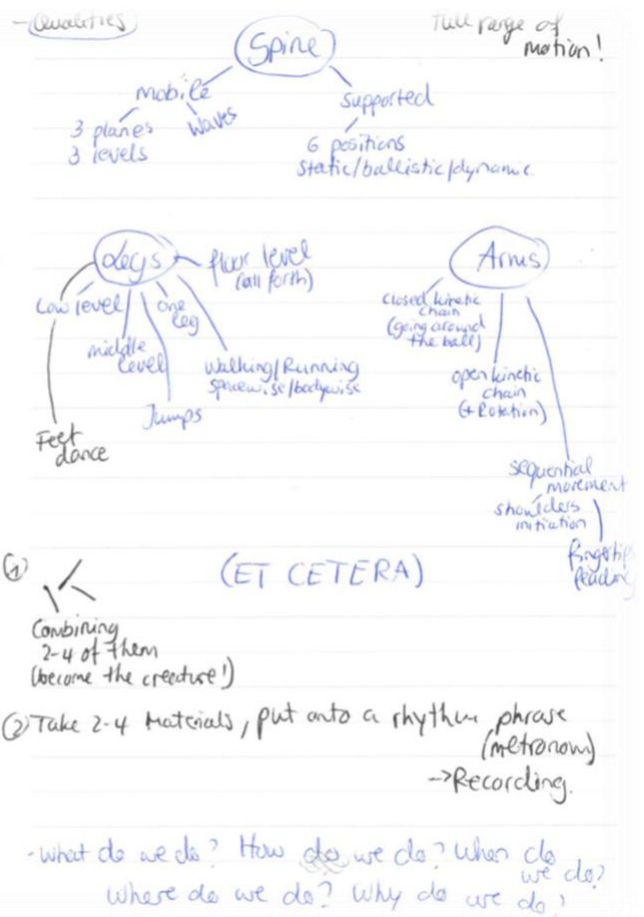 - Qualities
full range of
motion!
Spine
mobile
supported
3 planes
3 levels
waves
6 positions
static/ballistic/dynamic
Legs
floor level
(all forth)
Low level
one
leg
middle
level
Walking/Running
spacewise/bodywise
Jumps
Feet
dance
Arms
closed kinetic
chain
(going around
the ball)
open kinetic
chain
(+ Rotation)
sequential
movement
shoulders
initiation
fingertips
leading
(ET CETERA)
①
Combining
2-4 of them
(become the creature!)
② Take 2-4 Materials, put onto a rhythm phrase
(metronom)
→ Recording.
- What do we do? How do we do? When do
we do?
Where do we do? Why do we do?